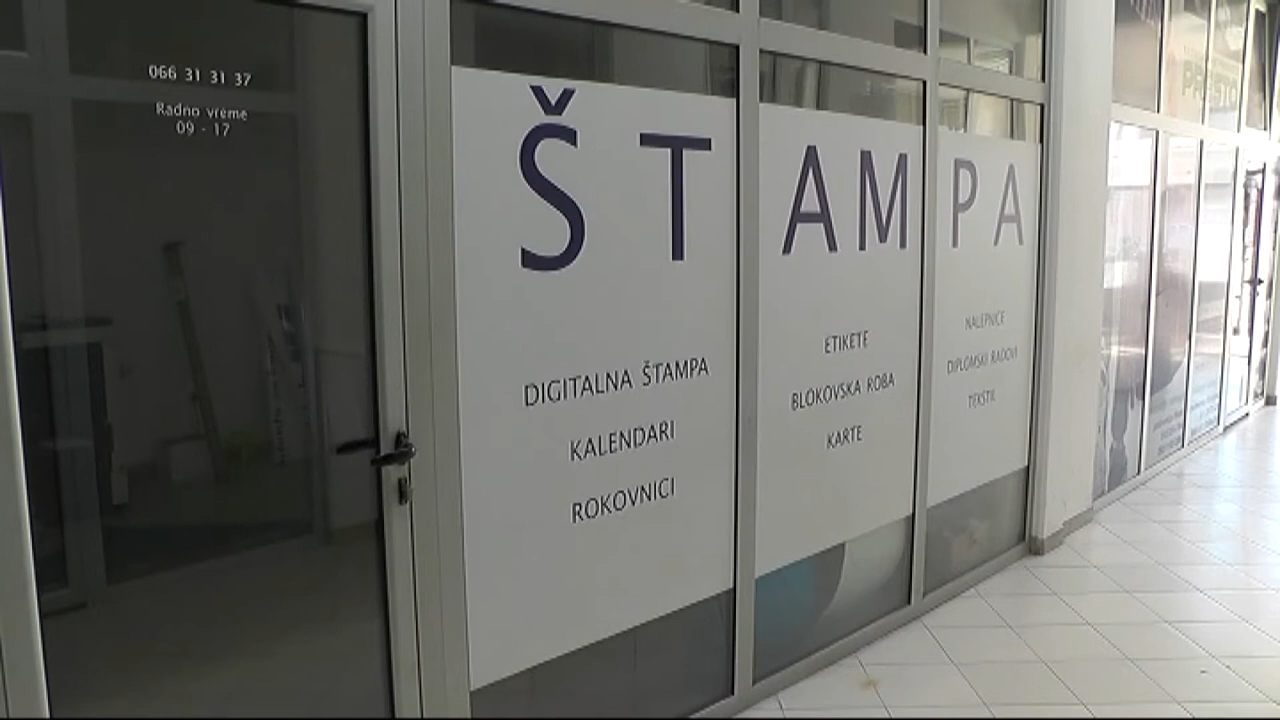 066 31 31 37
Radno vreme
09 - 17
ŠTAMPA
DIGITALNA ŠTAMPA
KALENDARI
ROKOVNICI
ETIKETE
BLOKOVSKA ROBA
KARTE
NALEPNICE
DIPLOMSKI RADOVI
TEKSTIL